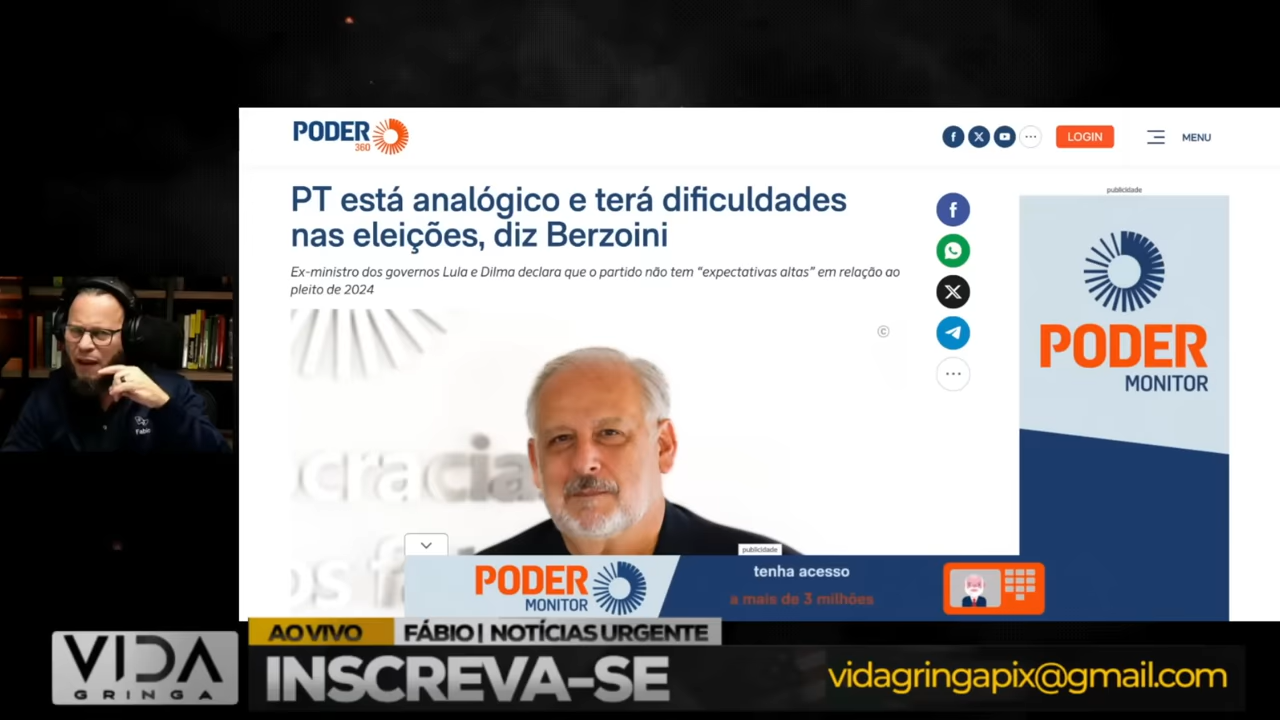 PODER
360
LOGIN
MENU
PT está analógico e terá dificuldades
nas eleições, diz Berzoini
Ex-ministro dos governos Lula e Dilma declara que o partido não tem “expectativas altas” em relação ao
pleito de 2024
©
publicidade
PODER
MONITOR
cracia
os f
publicidade
PODER
MONITOR
tenha acesso
a mais de 3 milhões
AO VIVO
FÁBIO | NOTÍCIAS URGENTE
VIDA
GRINGA
INSCREVA-SE
vidagringapix@gmail.com